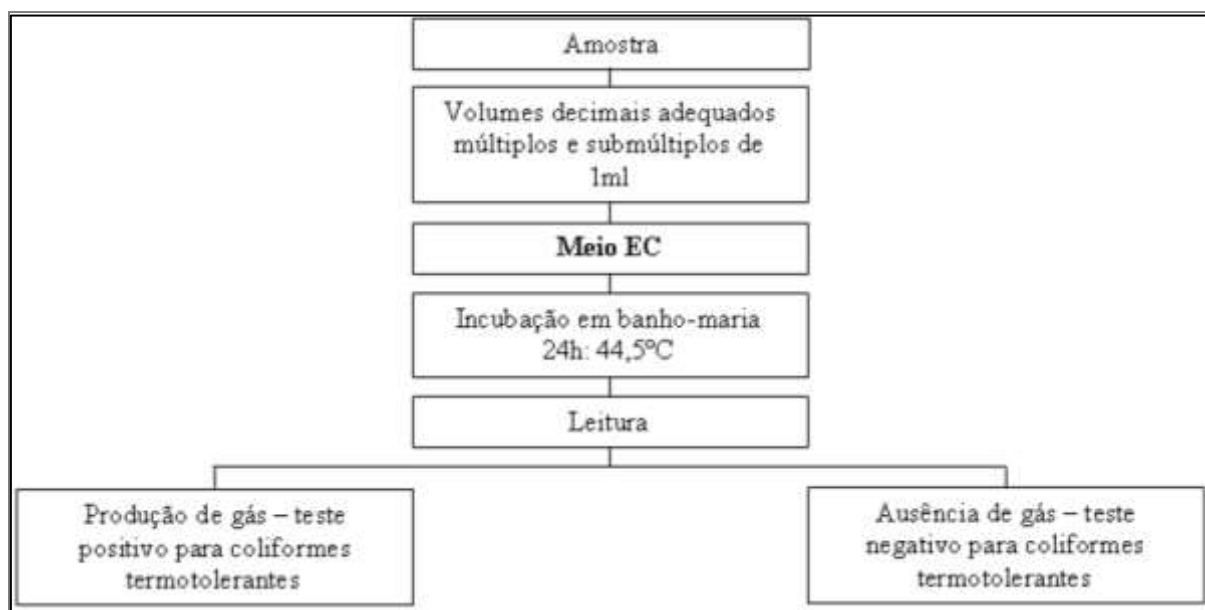 Amostra
Volumes decimais adequados
múltiplos e submúltiplos de
1ml
Meio EC
Incubação em banho-maria
24h: 44,5ºC
Leitura
Produção de gás – teste
positivo para coliformes
termotolerantes
Ausência de gás – teste
negativo para coliformes
termotolerantes